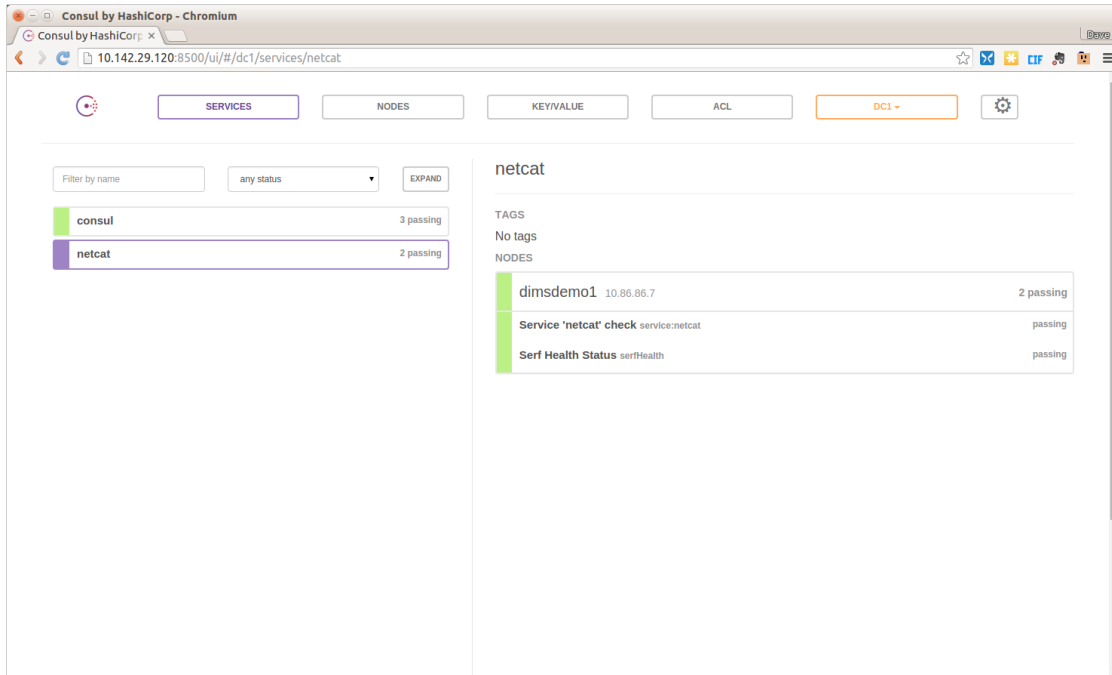 Consul by HashiCorp - Chromium
Consul by HashiCorp ×
Dave
10.142.29.120:8500/ui/#/dc1/services/netcat
CIF
SERVICES NODES KEY/VALUE ACL DC1
Filter by name any status EXPAND
consul 3 passing
netcat 2 passing
netcat
TAGS
No tags
NODES
dimsdemo1 10.86.86.7 2 passing
Service 'netcat' check service:netcat passing
Serf Health Status serfHealth passing